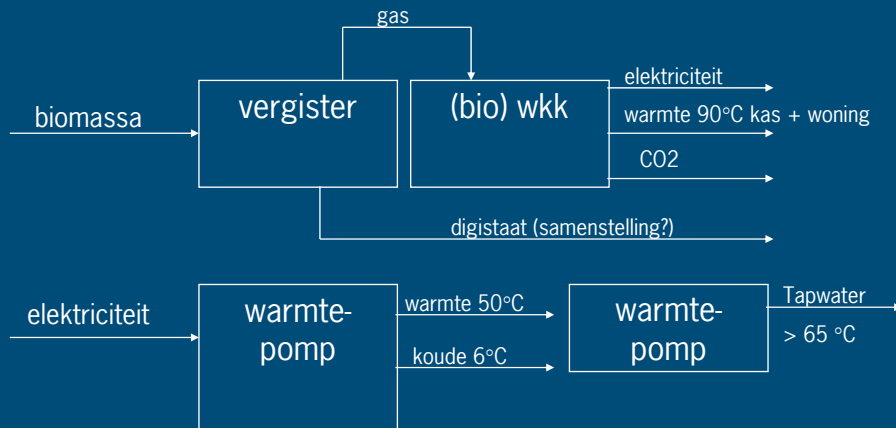 gas
biomassa
vergister
(bio) wkk
elektriciteit
warmte 90°C kas + woning
CO2
digistaat (samenstelling?)
elektriciteit
warmte-
pomp
warmte 50°C
koude 6°C
warmte-
pomp
Tapwater
> 65 °C